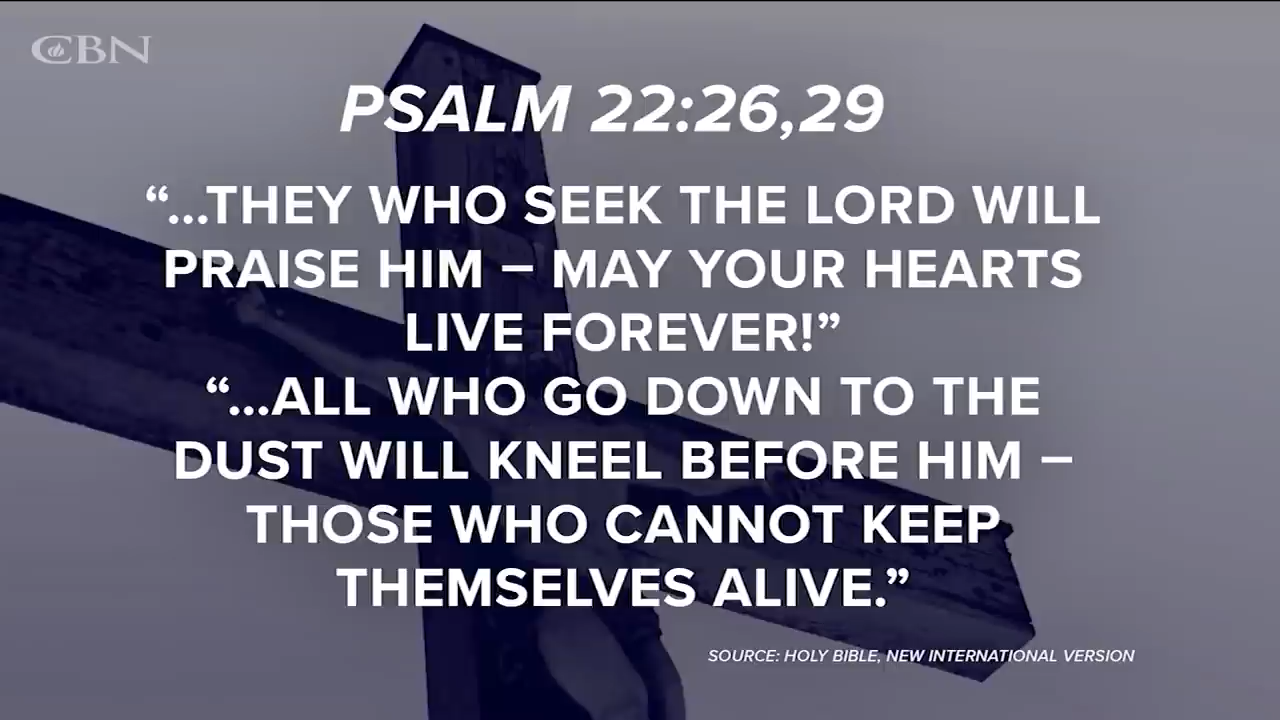 CBN
PSALM 22:26,29
“...THEY WHO SEEK THE LORD WILL
PRAISE HIM – MAY YOUR HEARTS
LIVE FOREVER!”
“...ALL WHO GO DOWN TO THE
DUST WILL KNEEL BEFORE HIM –
THOSE WHO CANNOT KEEP
THEMSELVES ALIVE.”
SOURCE: HOLY BIBLE, NEW INTERNATIONAL VERSION